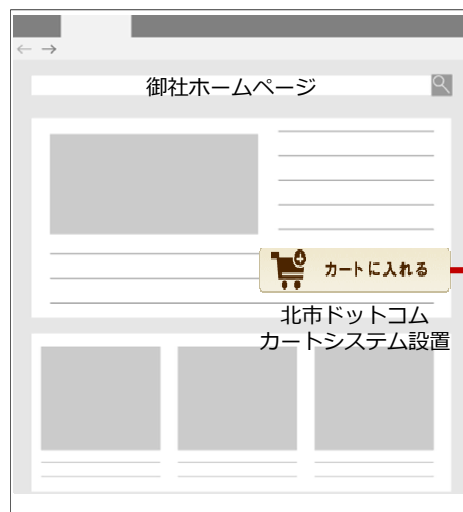 御社ホームページ
カートに入れる
北市ドットコム
カートシステム設置